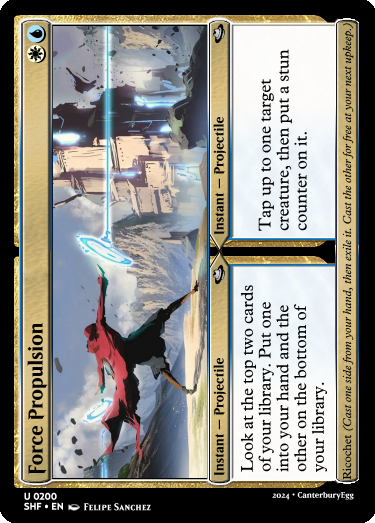 Force Propulsion
Instant — Projectile
Look at the top two cards
of your library. Put one
into your hand and the
other on the bottom of
your library.
Instant — Projectile
Tap up to one target
creature, then put a stun
counter on it.
Ricochet (Cast one side from your hand, then exile it. Cast the other for free at your next upkeep.)
U 0200
SHF • EN Felipe Sanchez
2024 • CanterburyEgg